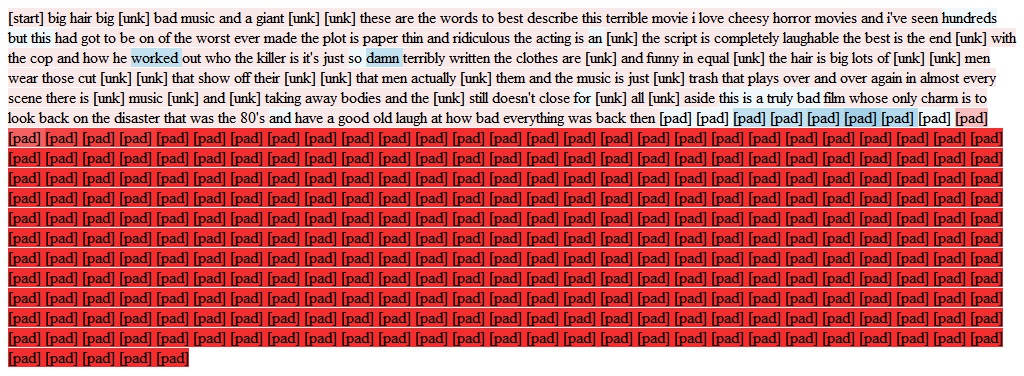 [start] big hair big [unk] bad music and a giant [unk] [unk] these are the words to best describe this terrible movie i love cheesy horror movies and i've seen hundreds
but this had got to be on of the worst ever made the plot is paper thin and ridiculous the acting is an [unk] the script is completely laughable the best is the end [unk] with
the cop and how he worked out who the killer is it's just so damn terribly written the clothes are [unk] and funny in equal [unk] the hair is big lots of [unk] [unk] men
wear those cut [unk] [unk] that show off their [unk] [unk] that men actually [unk] them and the music is just [unk] trash that plays over and over again in almost every
scene there is [unk] music [unk] and [unk] taking away bodies and the [unk] still doesn't close for [unk] all [unk] aside this is a truly bad film whose only charm is to
look back on the disaster that was the 80's and have a good old laugh at how bad everything was back then [pad] [pad] [pad] [pad] [pad] [pad] [pad] [pad] [pad]
[pad] [pad] [pad] [pad] [pad] [pad] [pad] [pad] [pad] [pad] [pad] [pad] [pad] [pad] [pad] [pad] [pad] [pad] [pad] [pad] [pad] [pad] [pad] [pad] [pad] [pad] [pad]
[pad] [pad] [pad] [pad] [pad] [pad] [pad] [pad] [pad] [pad] [pad] [pad] [pad] [pad] [pad] [pad] [pad] [pad] [pad] [pad] [pad] [pad] [pad] [pad] [pad] [pad] [pad]
[pad] [pad] [pad] [pad] [pad] [pad] [pad] [pad] [pad] [pad] [pad] [pad] [pad] [pad] [pad] [pad] [pad] [pad] [pad] [pad] [pad] [pad] [pad] [pad] [pad] [pad] [pad]
[pad] [pad] [pad] [pad] [pad] [pad] [pad] [pad] [pad] [pad] [pad] [pad] [pad] [pad] [pad] [pad] [pad] [pad] [pad] [pad] [pad] [pad] [pad] [pad] [pad] [pad] [pad]
[pad] [pad] [pad] [pad] [pad] [pad] [pad] [pad] [pad] [pad] [pad] [pad] [pad] [pad] [pad] [pad] [pad] [pad] [pad] [pad] [pad] [pad] [pad] [pad] [pad] [pad] [pad]
[pad] [pad] [pad] [pad] [pad] [pad] [pad] [pad] [pad] [pad] [pad] [pad] [pad] [pad] [pad] [pad] [pad] [pad] [pad] [pad] [pad] [pad] [pad] [pad] [pad] [pad] [pad]
[pad] [pad] [pad] [pad] [pad] [pad] [pad] [pad] [pad] [pad] [pad] [pad] [pad] [pad] [pad] [pad] [pad] [pad] [pad] [pad] [pad] [pad] [pad] [pad] [pad] [pad] [pad]
[pad] [pad] [pad] [pad] [pad] [pad] [pad] [pad] [pad] [pad] [pad] [pad] [pad] [pad] [pad] [pad] [pad] [pad] [pad] [pad] [pad] [pad] [pad] [pad] [pad] [pad] [pad]
[pad] [pad] [pad] [pad] [pad] [pad] [pad] [pad] [pad] [pad] [pad] [pad] [pad] [pad] [pad] [pad] [pad] [pad] [pad] [pad] [pad] [pad] [pad] [pad] [pad] [pad] [pad]
[pad] [pad] [pad] [pad] [pad] [pad] [pad] [pad] [pad] [pad] [pad] [pad] [pad] [pad] [pad] [pad] [pad] [pad] [pad] [pad] [pad] [pad] [pad] [pad] [pad] [pad] [pad]
[pad] [pad] [pad] [pad] [pad] [pad] [pad] [pad] [pad] [pad] [pad] [pad] [pad] [pad] [pad] [pad] [pad] [pad] [pad] [pad] [pad] [pad] [pad] [pad] [pad] [pad] [pad]
[pad] [pad] [pad] [pad] [pad]